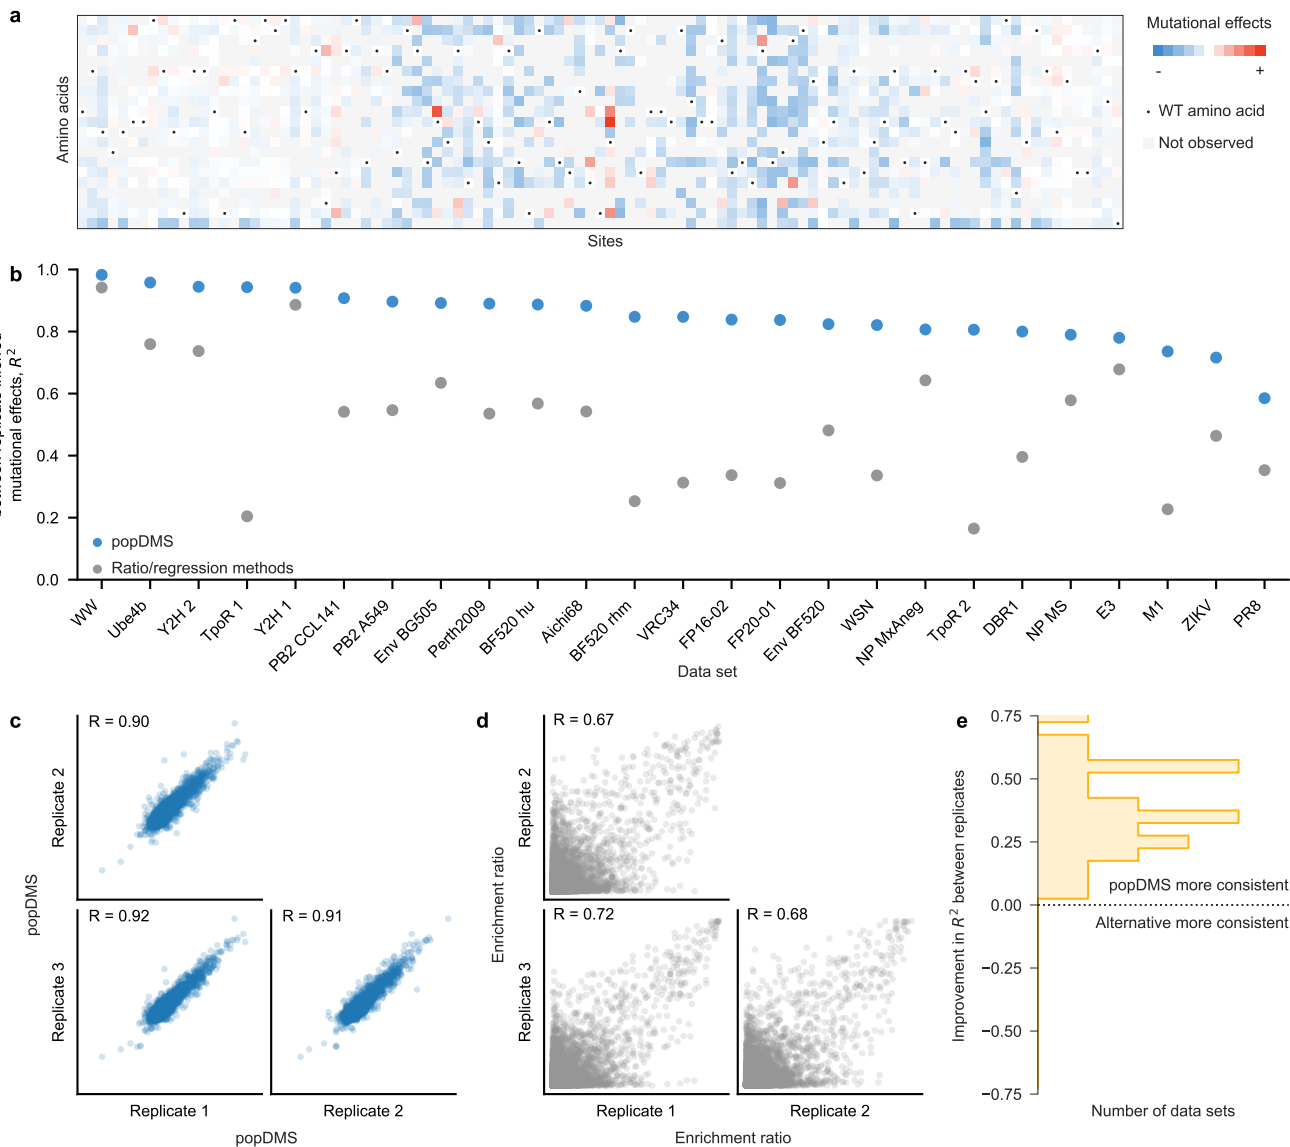 a
Mutational effects
-
+
WT amino acid
Not observed
Amino acids
Sites
b
mutational effects, R²
1.0
0.8
0.6
0.4
0.2
0.0
popDMS
Ratio/regression methods
WW
Ube4b
Y2H 2
TpoR 1
Y2H 1
PB2 CCL141
PB2 A549
Env BG505
Perth2009
BF520 hu
Aichi68
BF520 rhm
VRC34
FP16-02
FP20-01
Env BF520
WSN
NP MxAneg
TpoR 2
DBR1
NP MS
E3
M1
ZIKV
PR8
Data set
c
R = 0.90
Replicate 2
popDMS
R = 0.92
R = 0.91
Replicate 3
Replicate 1
Replicate 2
popDMS
d
R = 0.67
Replicate 2
Enrichment ratio
R = 0.72
R = 0.68
Replicate 3
Replicate 1
Replicate 2
Enrichment ratio
e
Improvement in R² between replicates
0.75
0.50
0.25
0.00
−0.25
−0.50
−0.75
popDMS more consistent
Alternative more consistent
Number of data sets